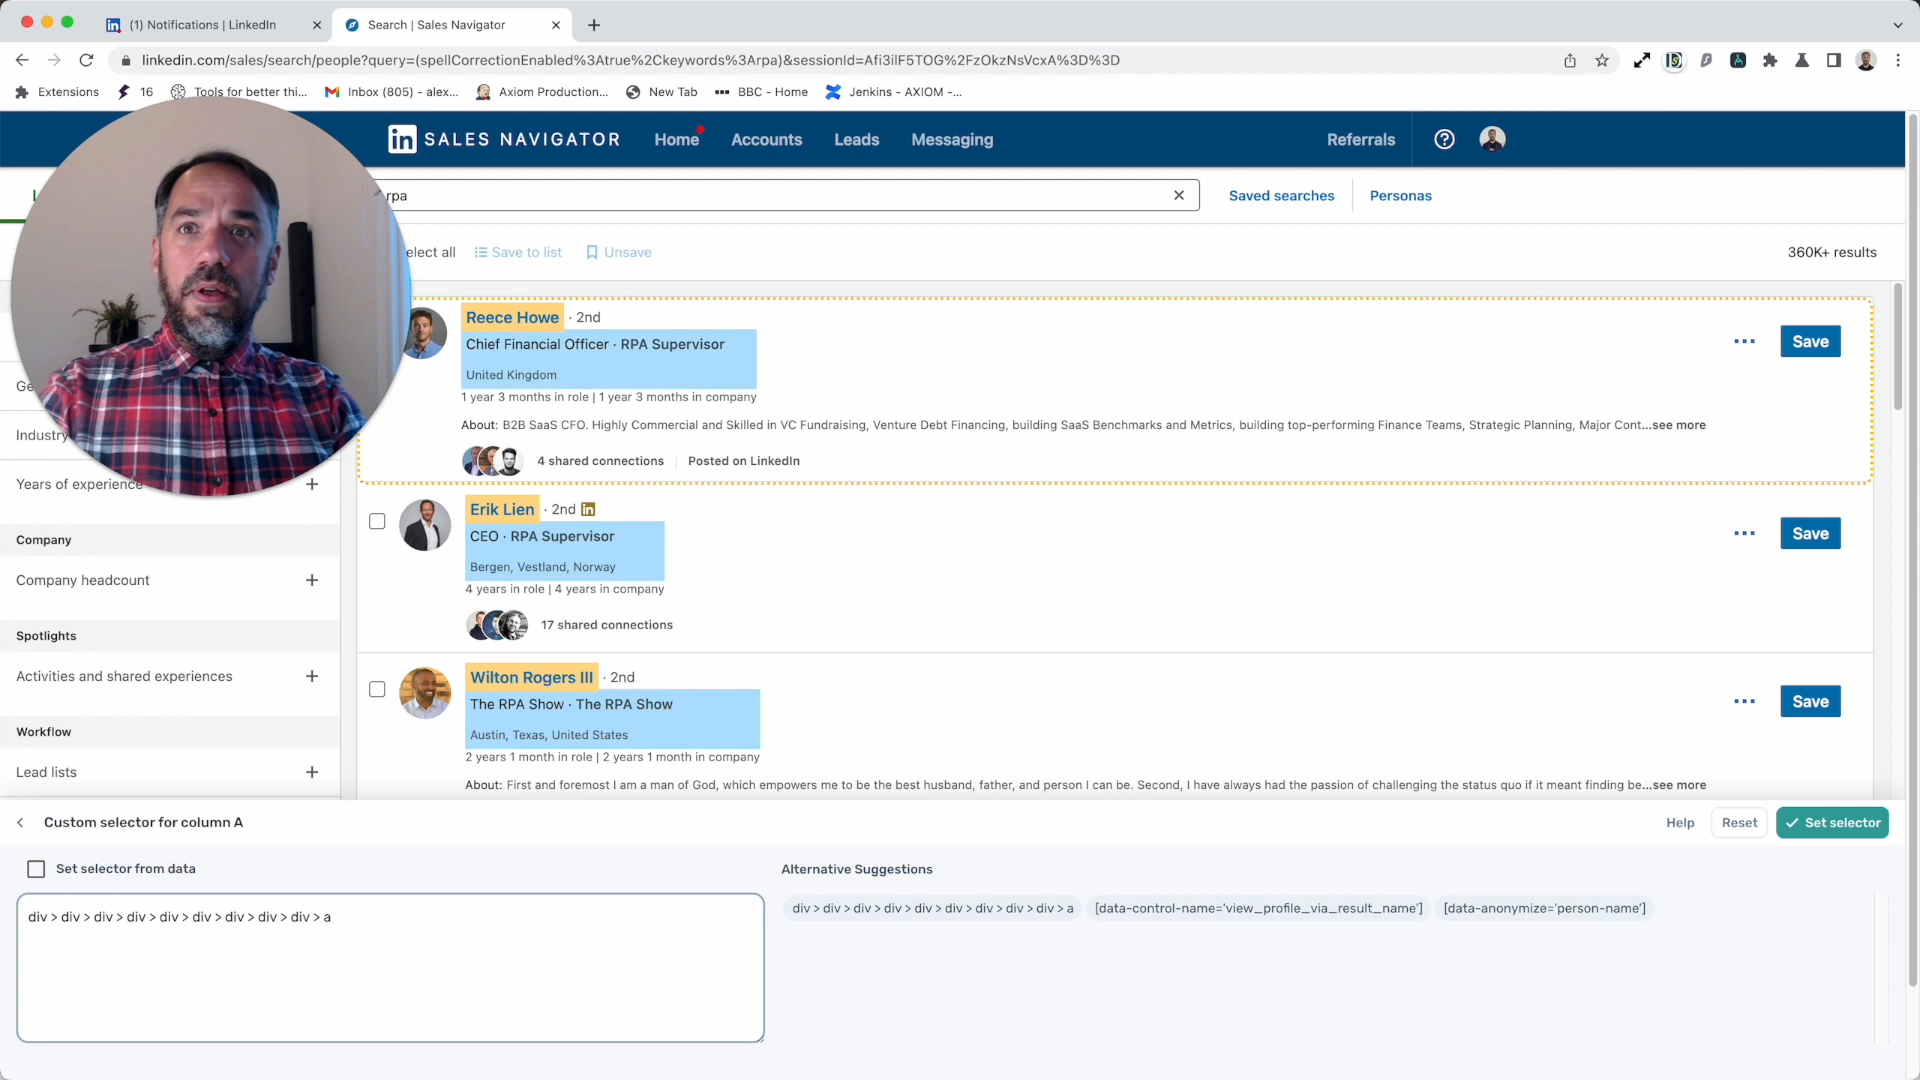 (1) Notifications | LinkedIn
Search | Sales Navigator
linkedin.com/sales/search/people?query=(spellCorrectionEnabled%3Atrue%2Ckeywords%3Arpa)&sessionId=Afi3ilF5TOG%2FzOkzNsVcxA%3D%3D
Extensions
16
Tools for better thi...
Inbox (805) - alex...
Axiom Production...
New Tab
BBC - Home
Jenkins - AXIOM -...
in SALES NAVIGATOR
Home
Accounts
Leads
Messaging
Referrals
rpa
Saved searches
Personas
elect all
Save to list
Unsave
360K+ results
Reece Howe · 2nd
Chief Financial Officer · RPA Supervisor
United Kingdom
1 year 3 months in role | 1 year 3 months in company
About: B2B SaaS CFO. Highly Commercial and Skilled in VC Fundraising, Venture Debt Financing, building SaaS Benchmarks and Metrics, building top-performing Finance Teams, Strategic Planning, Major Cont...see more
4 shared connections
Posted on LinkedIn
Save
Ge
Industry
Years of experience
Company
Company headcount
Spotlights
Activities and shared experiences
Workflow
Lead lists
Erik Lien · 2nd in
CEO · RPA Supervisor
Bergen, Vestland, Norway
4 years in role | 4 years in company
17 shared connections
Save
Wilton Rogers III · 2nd
The RPA Show · The RPA Show
Austin, Texas, United States
2 years 1 month in role | 2 years 1 month in company
About: First and foremost I am a man of God, which empowers me to be the best husband, father, and person I can be. Second, I have always had the passion of challenging the status quo if it meant finding be...see more
Save
Custom selector for column A
Help
Reset
Set selector
Set selector from data
div > div > div > div > div > div > div > div > div > a
Alternative Suggestions
div > div > div > div > div > div > div > div > div > a
[data-control-name='view_profile_via_result_name']
[data-anonymize='person-name']